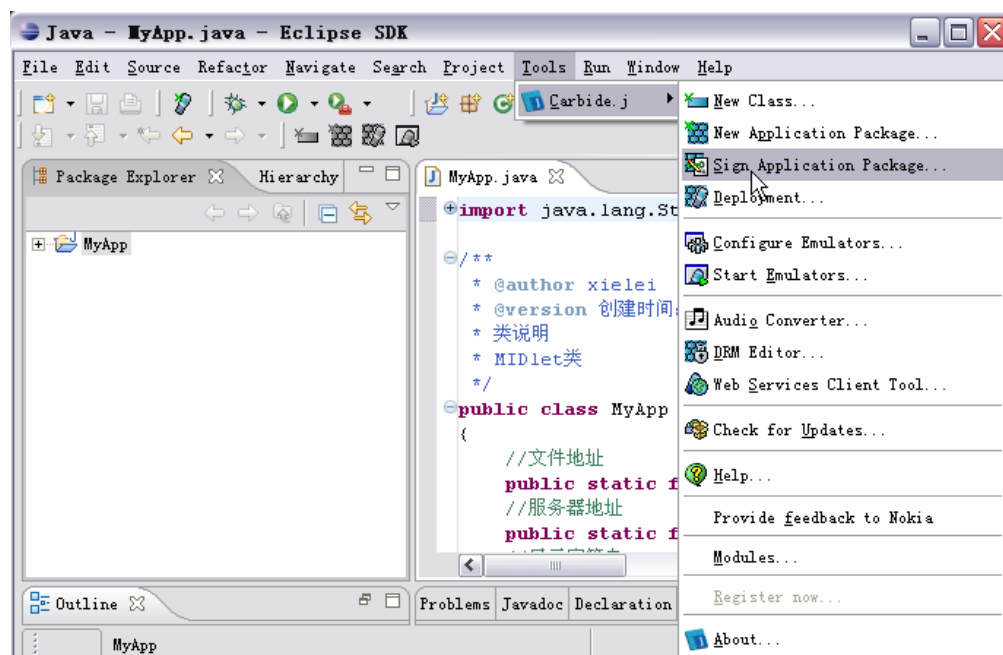 Java - MyApp.java - Eclipse SDK
File Edit Source Refactor Navigate Search Project Tools Run Window Help
Carbide.j
New Class...
New Application Package...
Sign Application Package...
Deployment...
Configure Emulators...
Start Emulators...
Audio Converter...
DRM Editor...
Web Services Client Tool...
Check for Updates...
Help...
Provide feedback to Nokia
Modules...
Register now...
About...
Package Explorer
Hierarchy
MyApp
MyApp.java
import java.lang.St
/**
* @author xielei
* @version 创建时间:
* 类说明
* MIDlet类
*/
public class MyApp
{
//文件地址
public static f
//服务器地址
public static f
Outline
MyApp
Problems Javadoc Declaration